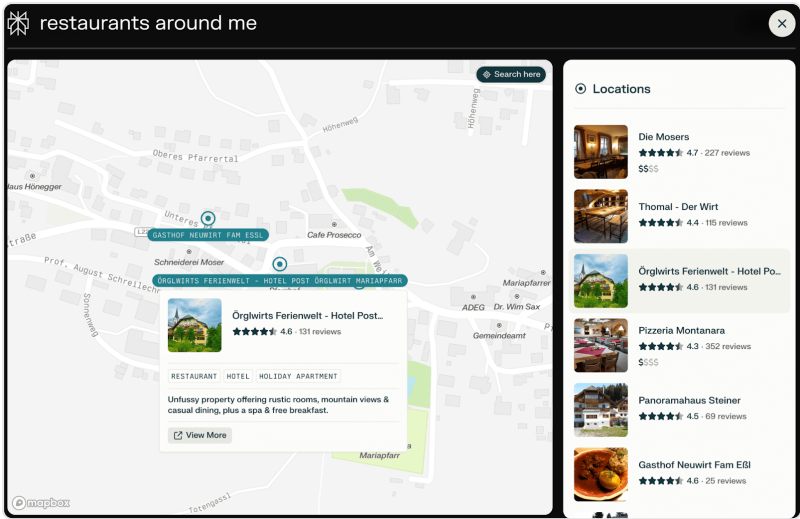 restaurants around me
Search here
Höhenweg
Höhenweg
Oberes Pfarrertal
Haus Hönegger
Unteres
L22
GASTHOF NEUWIRT FAM ESSL
Cafe Prosecco
Schneiderei Moser
Am
Prof. August Schreilechn
Sonnenweg
ÖRGLWIRTS FERIENWELT - HOTEL POST ÖRGLWIRT MARIAPFARR
Mariapfarrer
ADEG
Dr. Wim Sax
Gemeindeamt
Örglwirts Ferienwelt - Hotel Post...
4.6 · 131 reviews
RESTAURANT
HOTEL
HOLIDAY APARTMENT
Unfussy property offering rustic rooms, mountain views &
casual dining, plus a spa & free breakfast.
View More
Mariapfarr
Totengassl
mapbox
Locations
Die Mosers
4.7 · 227 reviews
$$$$
Thomal - Der Wirt
4.4 · 115 reviews
Örglwirts Ferienwelt - Hotel Po...
4.6 · 131 reviews
Pizzeria Montanara
4.3 · 352 reviews
$$$$
Panoramahaus Steiner
4.5 · 69 reviews
Gasthof Neuwirt Fam Eßl
4.6 · 25 reviews